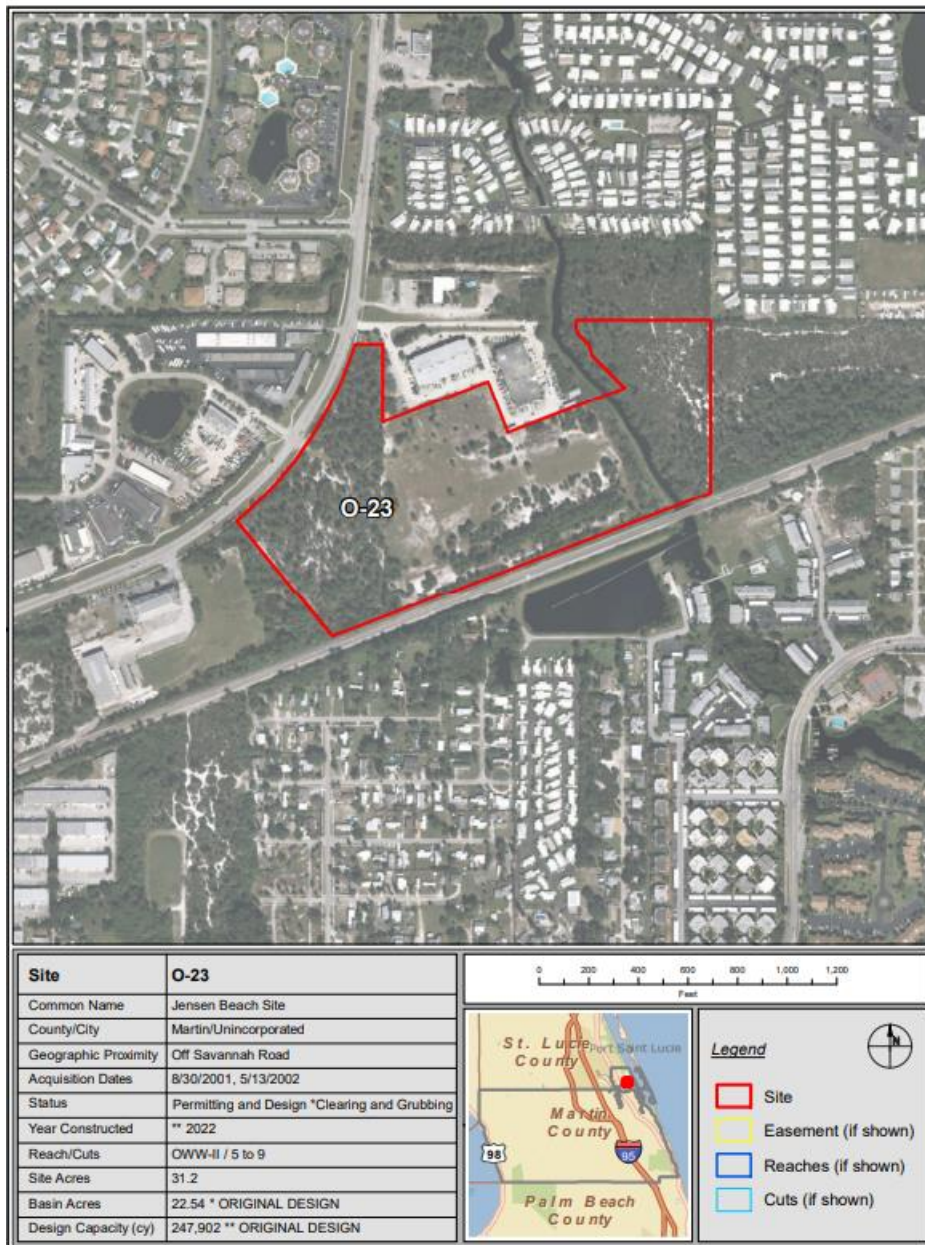 O-23
Site O-23
Common Name Jensen Beach Site
County/City Martin/Unincorporated
Geographic Proximity Off Savannah Road
Acquisition Dates 8/30/2001, 5/13/2002
Status Permitting and Design *Clearing and Grubbing
Year Constructed ** 2022
Reach/Cuts OWW-II / 5 to 9
Site Acres 31.2
Basin Acres 22.54 * ORIGINAL DESIGN
Design Capacity (cy) 247,902 ** ORIGINAL DESIGN
0 200 400 600 800 1,000 1,200
Feet
St. Lucie
County
Port Saint Lucie
Martin
County
98
95
Palm Beach
County
Legend
N
Site
Easement (if shown)
Reaches (if shown)
Cuts (if shown)